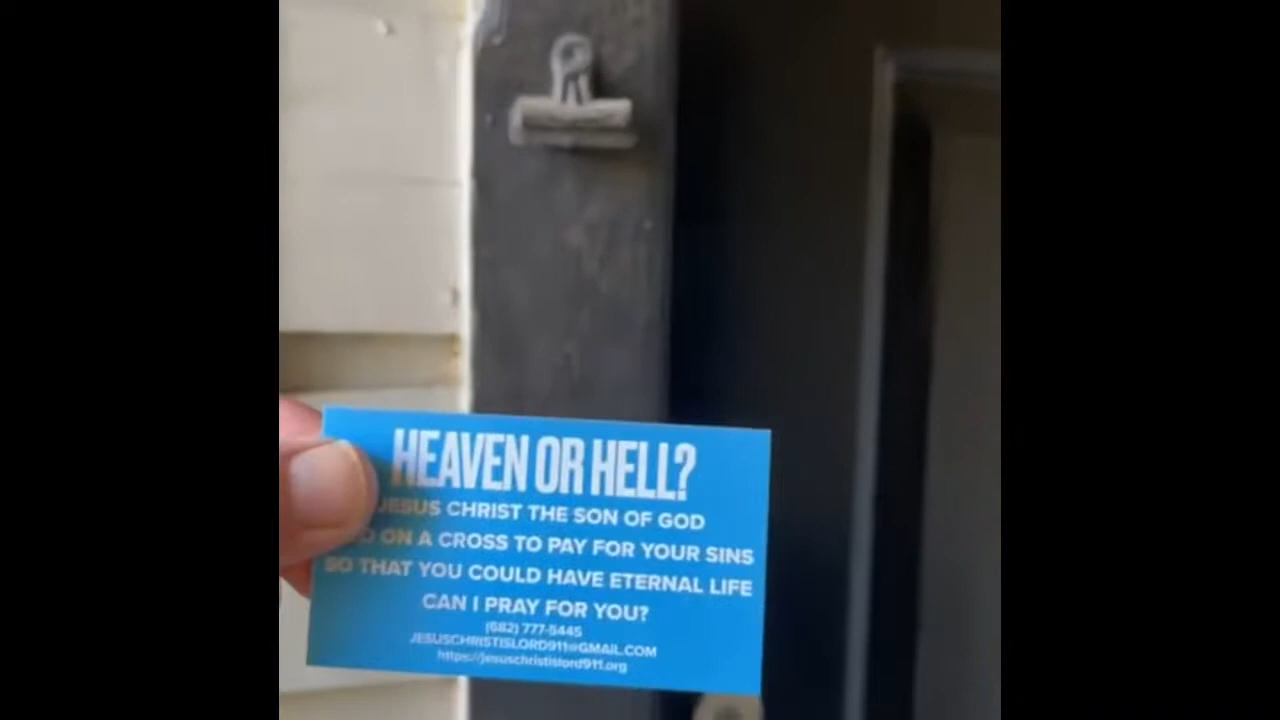 HEAVEN OR HELL?
JESUS CHRIST THE SON OF GOD
ON A CROSS TO PAY FOR YOUR SINS
SO THAT YOU COULD HAVE ETERNAL LIFE
CAN I PRAY FOR YOU?
(682) 777-5445
JESUSCHRISTISLORD911@GMAIL.COM
https://jesuschristislord911.org